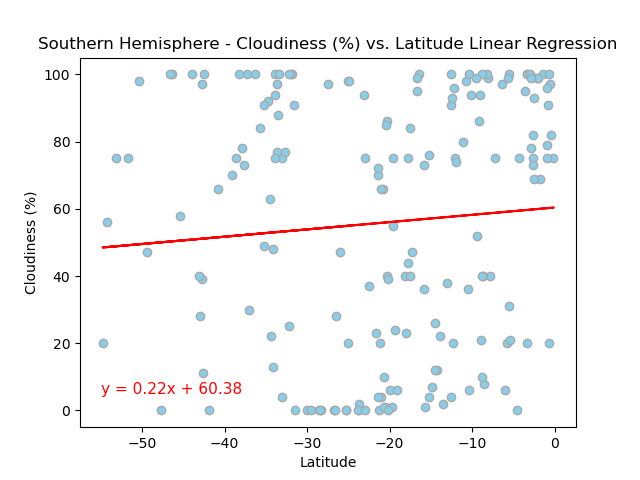 Southern Hemisphere - Cloudiness (%) vs. Latitude Linear Regression
100
80
60
40
20
0
Cloudiness (%)
y = 0.22x + 60.38
−50 −40 −30 −20 −10 0
Latitude